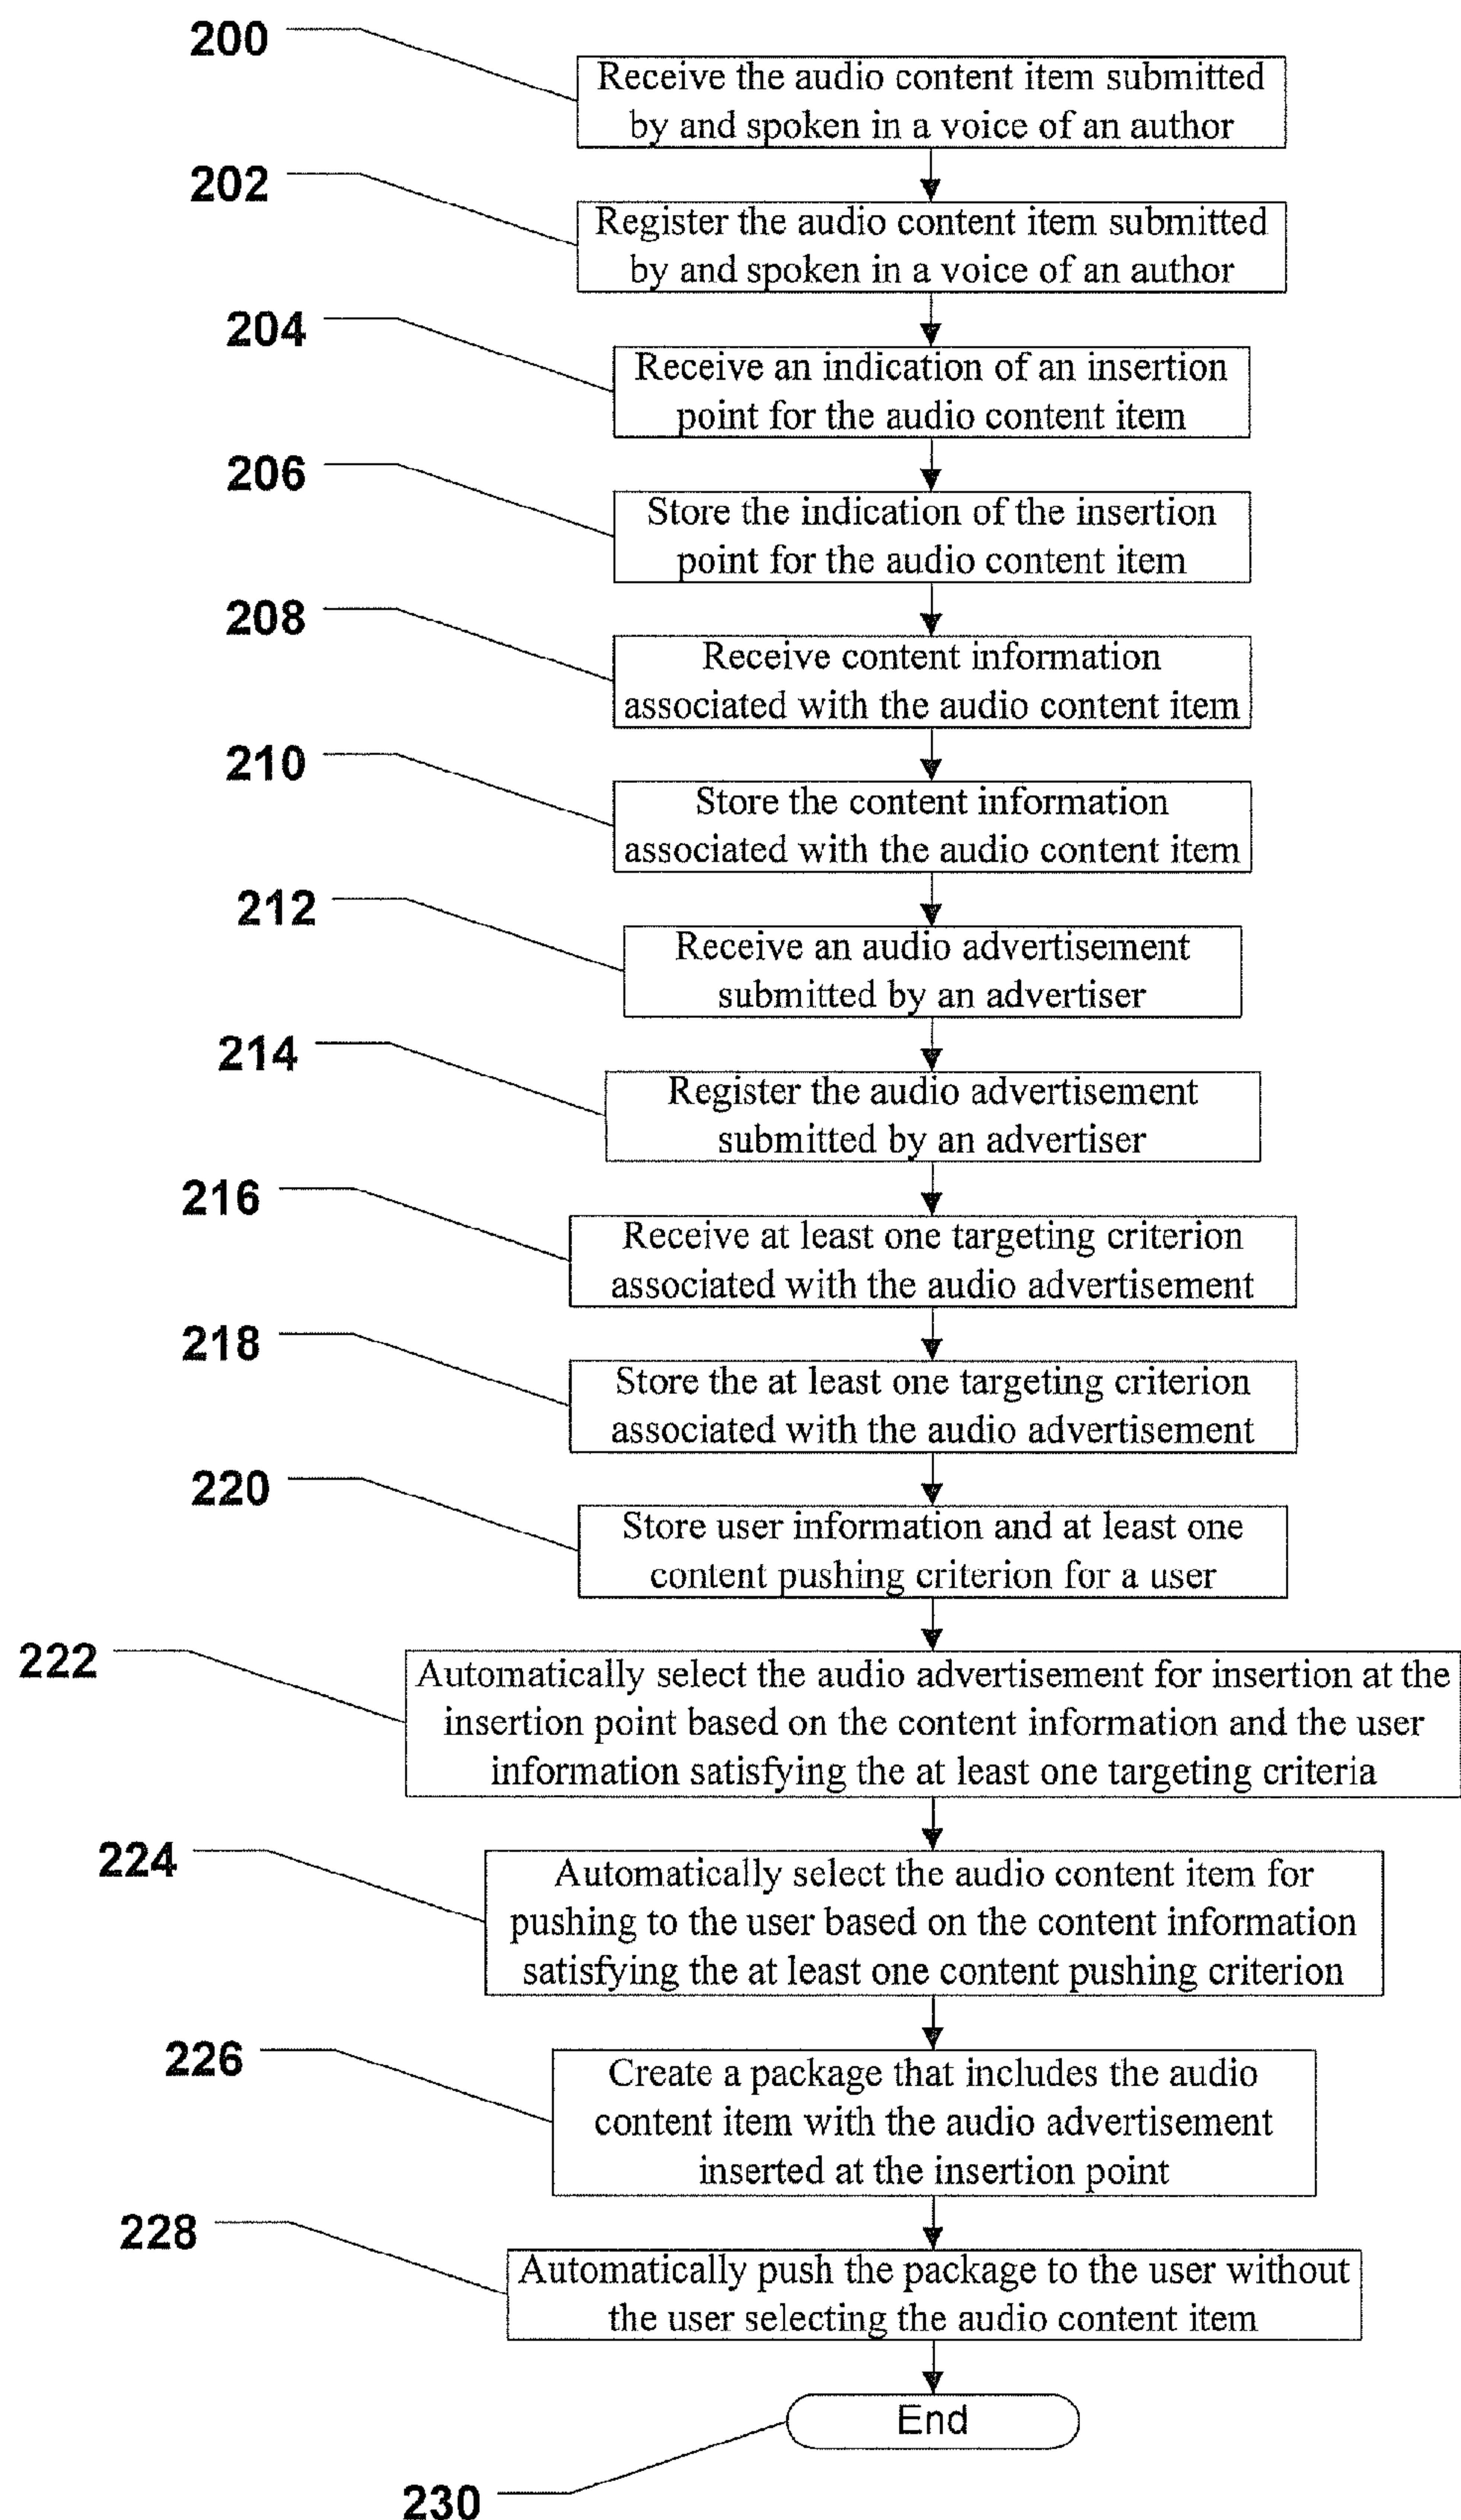 200
Receive the audio content item submitted
by and spoken in a voice of an author
202
Register the audio content item submitted
by and spoken in a voice of an author
204
Receive an indication of an insertion
point for the audio content item
206
Store the indication of the insertion
point for the audio content item
208
Receive content information
associated with the audio content item
210
Store the content information
associated with the audio content item
212
Receive an audio advertisement
submitted by an advertiser
214
Register the audio advertisement
submitted by an advertiser
216
Receive at least one targeting criterion
associated with the audio advertisement
218
Store the at least one targeting criterion
associated with the audio advertisement
220
Store user information and at least one
content pushing criterion for a user
222
Automatically select the audio advertisement for insertion at the
insertion point based on the content information and the user
information satisfying the at least one targeting criteria
224
Automatically select the audio content item for
pushing to the user based on the content information
satisfying the at least one content pushing criterion
226
Create a package that includes the audio
content item with the audio advertisement
inserted at the insertion point
228
Automatically push the package to the user without
the user selecting the audio content item
End
230